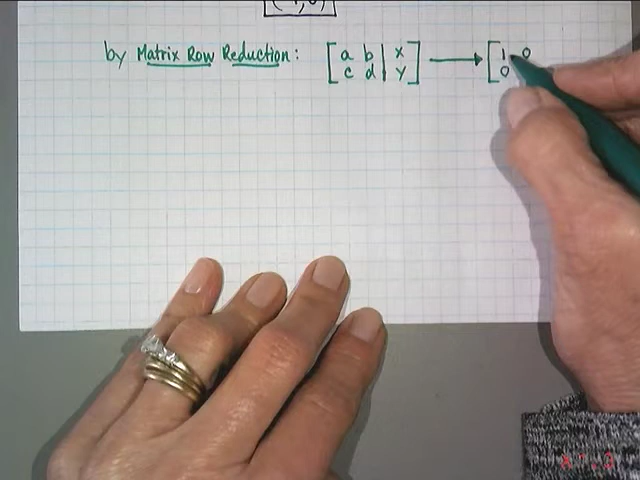 by Matrix Row Reduction: [ a b | x ] → [ 1 0
[ c d | y ] [ 0